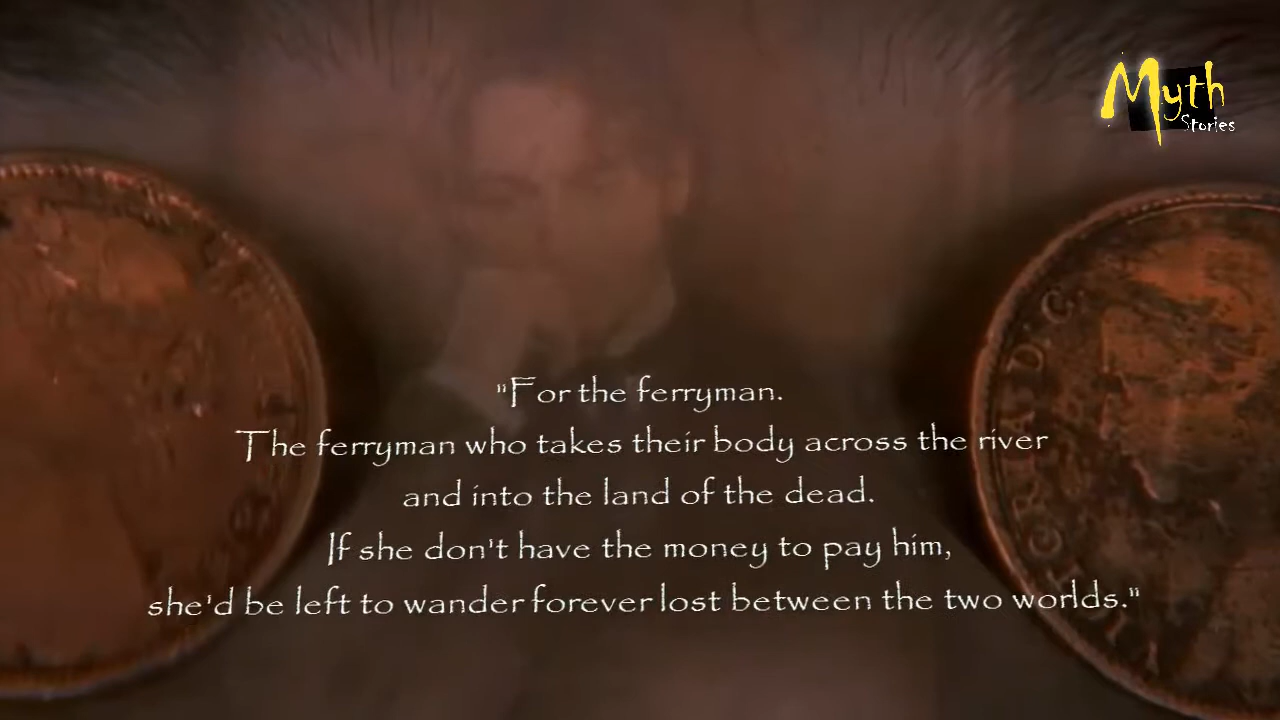 Myth
Stories
"For the ferryman.
The ferryman who takes their body across the river
and into the land of the dead.
If she don't have the money to pay him,
she'd be left to wander forever lost between the two worlds."
D: G: